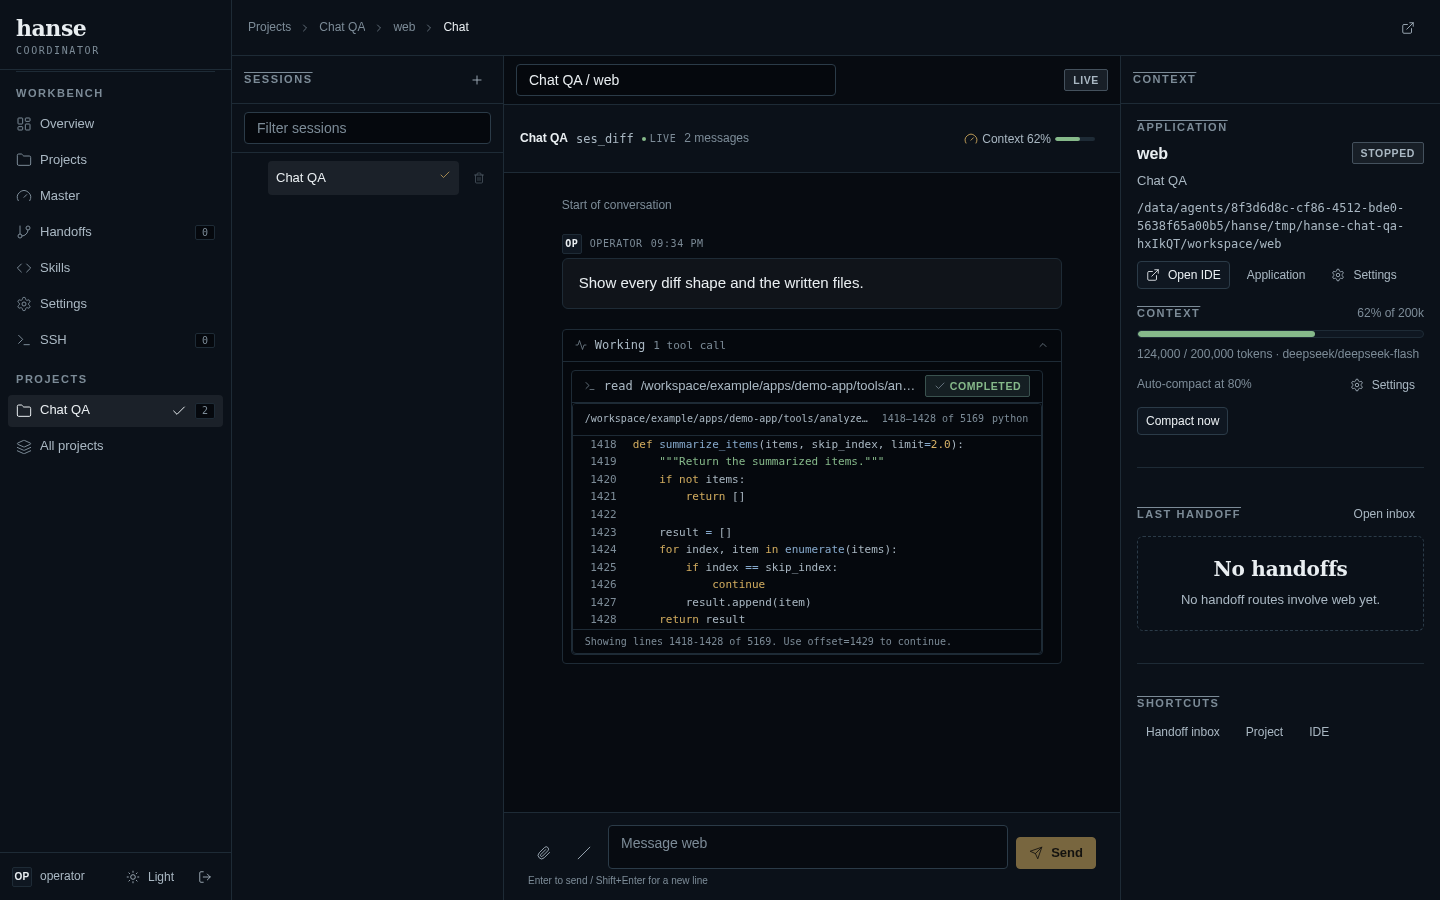 hanse
COORDINATOR
WORKBENCH
Overview
Projects
Master
Handoffs 0
Skills
Settings
SSH 0
PROJECTS
Chat QA 2
All projects
OP operator Light
Projects Chat QA web Chat
SESSIONS
Filter sessions
Chat QA
Chat QA / web LIVE
Chat QA ses_diff LIVE 2 messages Context 62%
Start of conversation
OP OPERATOR 09:34 PM
Show every diff shape and the written files.
Working 1 tool call
read /workspace/example/apps/demo-app/tools/an… COMPLETED
/workspace/example/apps/demo-app/tools/analyze… 1418–1428 of 5169 python
1418 def summarize_items(items, skip_index, limit=2.0):
1419     """Return the summarized items."""
1420     if not items:
1421         return []
1422
1423     result = []
1424     for index, item in enumerate(items):
1425         if index == skip_index:
1426             continue
1427         result.append(item)
1428     return result
Showing lines 1418-1428 of 5169. Use offset=1429 to continue.
Message web
Send
Enter to send / Shift+Enter for a new line
CONTEXT
APPLICATION
web STOPPED
Chat QA
/data/agents/8f3d6d8c-cf86-4512-bde0-
5638f65a00b5/hanse/tmp/hanse-chat-qa-
hxIkQT/workspace/web
Open IDE Application Settings
CONTEXT 62% of 200k
124,000 / 200,000 tokens · deepseek/deepseek-flash
Auto-compact at 80% Settings
Compact now
LAST HANDOFF Open inbox
No handoffs
No handoff routes involve web yet.
SHORTCUTS
Handoff inbox Project IDE